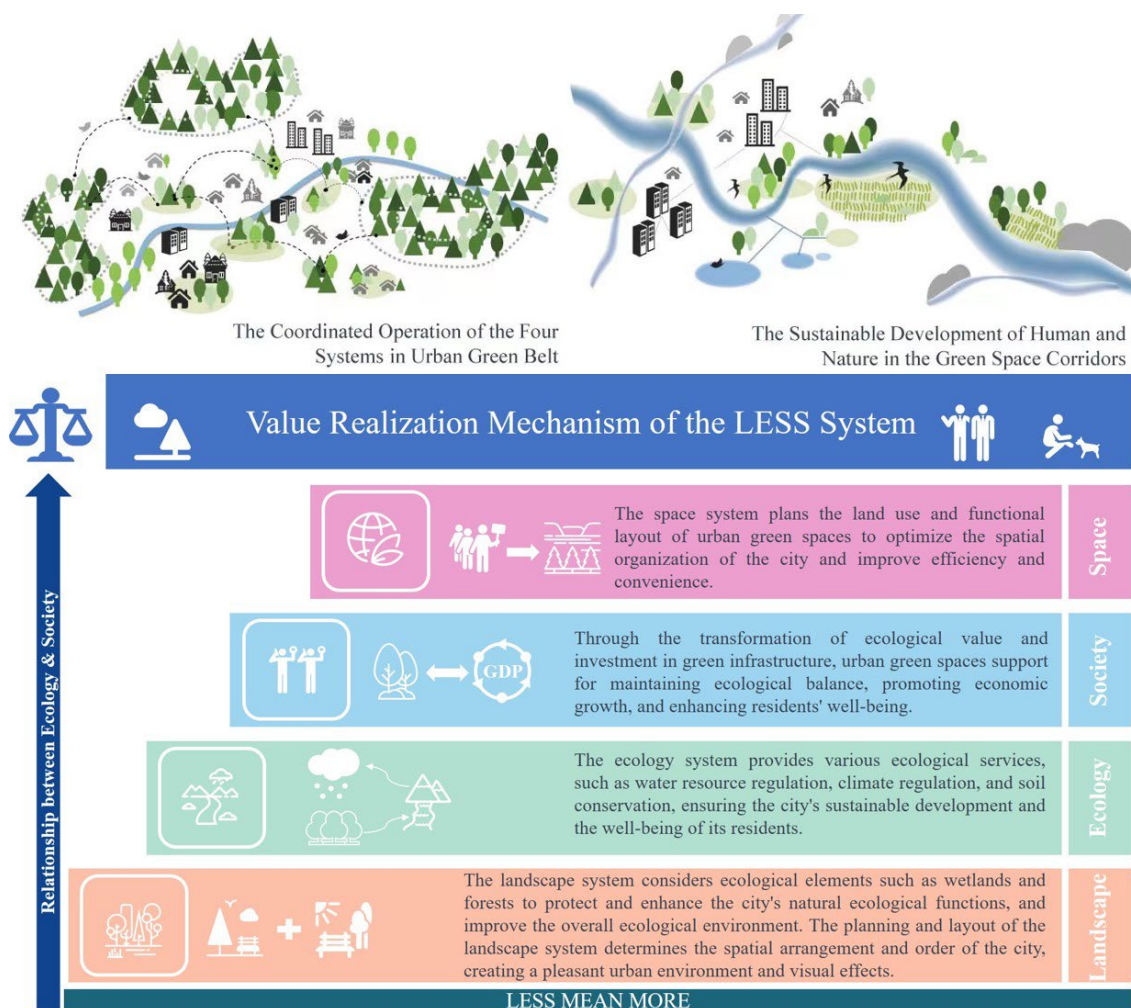 The Coordinated Operation of the Four
Systems in Urban Green Belt
The Sustainable Development of Human and
Nature in the Green Space Corridors
Value Realization Mechanism of the LESS System
Relationship between Ecology & Society
The space system plans the land use and functional
layout of urban green spaces to optimize the spatial
organization of the city and improve efficiency and
convenience.
Space
GDP
Through the transformation of ecological value and
investment in green infrastructure, urban green spaces support
for maintaining ecological balance, promoting economic
growth, and enhancing residents' well-being.
Society
The ecology system provides various ecological services,
such as water resource regulation, climate regulation, and soil
conservation, ensuring the city's sustainable development and
the well-being of its residents.
Ecology
The landscape system considers ecological elements such as wetlands and
forests to protect and enhance the city's natural ecological functions, and
improve the overall ecological environment. The planning and layout of the
landscape system determines the spatial arrangement and order of the city,
creating a pleasant urban environment and visual effects.
Landscape
LESS MEAN MORE